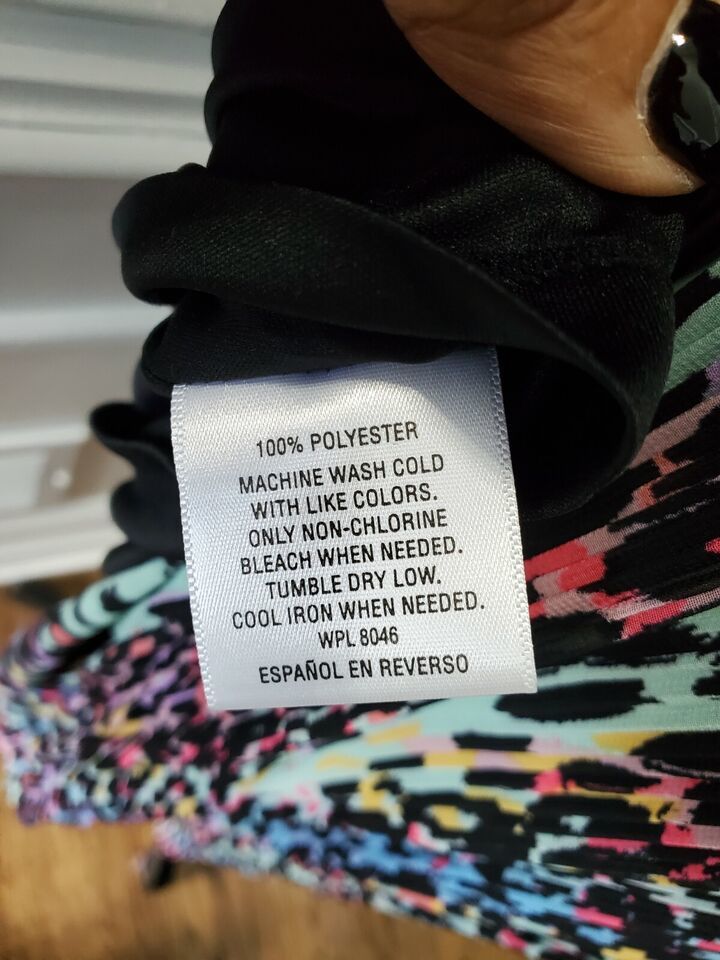 100% POLYESTER
MACHINE WASH COLD
WITH LIKE COLORS.
ONLY NON-CHLORINE
BLEACH WHEN NEEDED.
TUMBLE DRY LOW.
COOL IRON WHEN NEEDED.
WPL 8046
ESPAÑOL EN REVERSO